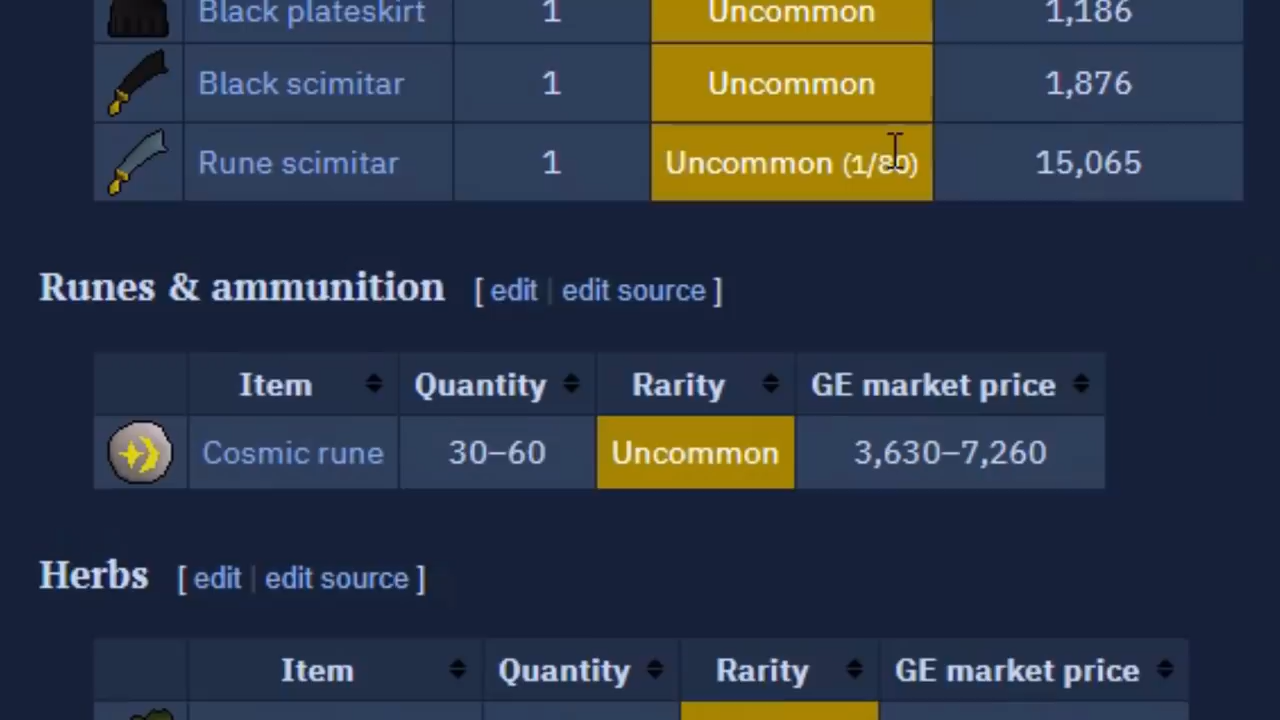 Black plateskirt 1 Uncommon 1,186
Black scimitar 1 Uncommon 1,876
Rune scimitar 1 Uncommon (1/80) 15,065
Runes & ammunition [ edit | edit source ]
Item Quantity Rarity GE market price
Cosmic rune 30–60 Uncommon 3,630–7,260
Herbs [ edit | edit source ]
Item Quantity Rarity GE market price